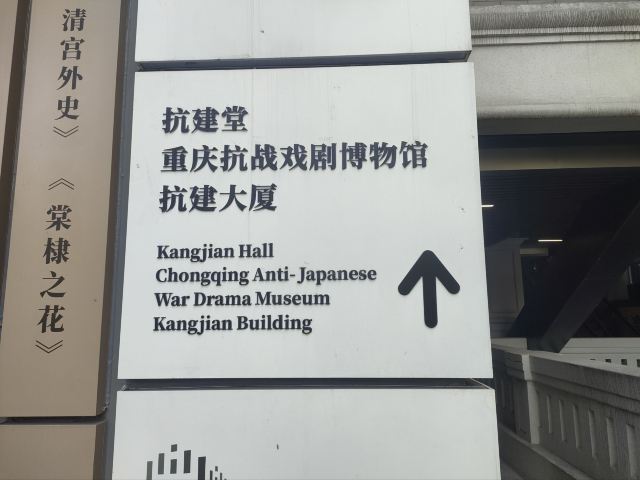 清宫外史》
《棠棣之花》
抗建堂
重庆抗战戏剧博物馆
抗建大厦
Kangjian Hall
Chongqing Anti-Japanese
War Drama Museum
Kangjian Building